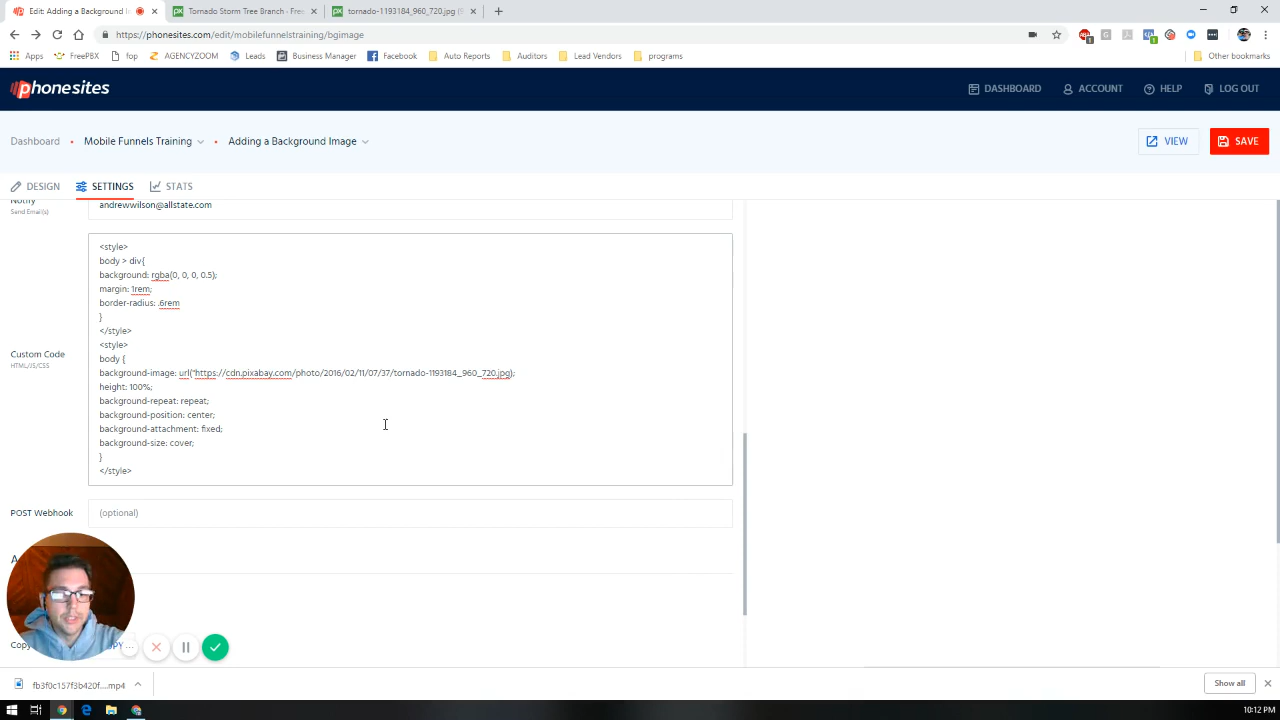 Edit: Adding a Background I
Tornado Storm Tree Branch - Free
tornado-1193184_960_720.jpg (9
https://phonesites.com/edit/mobilefunnelstraining/bgimage
Apps
FreePBX
fop
AGENCYZOOM
Leads
Business Manager
Facebook
Auto Reports
Auditors
Lead Vendors
programs
Other bookmarks
phonesites
DASHBOARD
ACCOUNT
HELP
LOG OUT
Dashboard
Mobile Funnels Training
Adding a Background Image
VIEW
SAVE
DESIGN
SETTINGS
STATS
Notify
Send Email(s)
andrewwilson@allstate.com
Custom Code
HTML/JS/CSS
<style>
body > div{
background: rgba(0, 0, 0, 0.5);
margin: 1rem;
border-radius: .6rem
}
</style>
<style>
body {
background-image: url("https://cdn.pixabay.com/photo/2016/02/11/07/37/tornado-1193184_960_720.jpg);
height: 100%;
background-repeat: repeat;
background-position: center;
background-attachment: fixed;
background-size: cover;
}
</style>
POST Webhook
(optional)
fb3f0c157f3b420f....mp4
Show all
10:12 PM